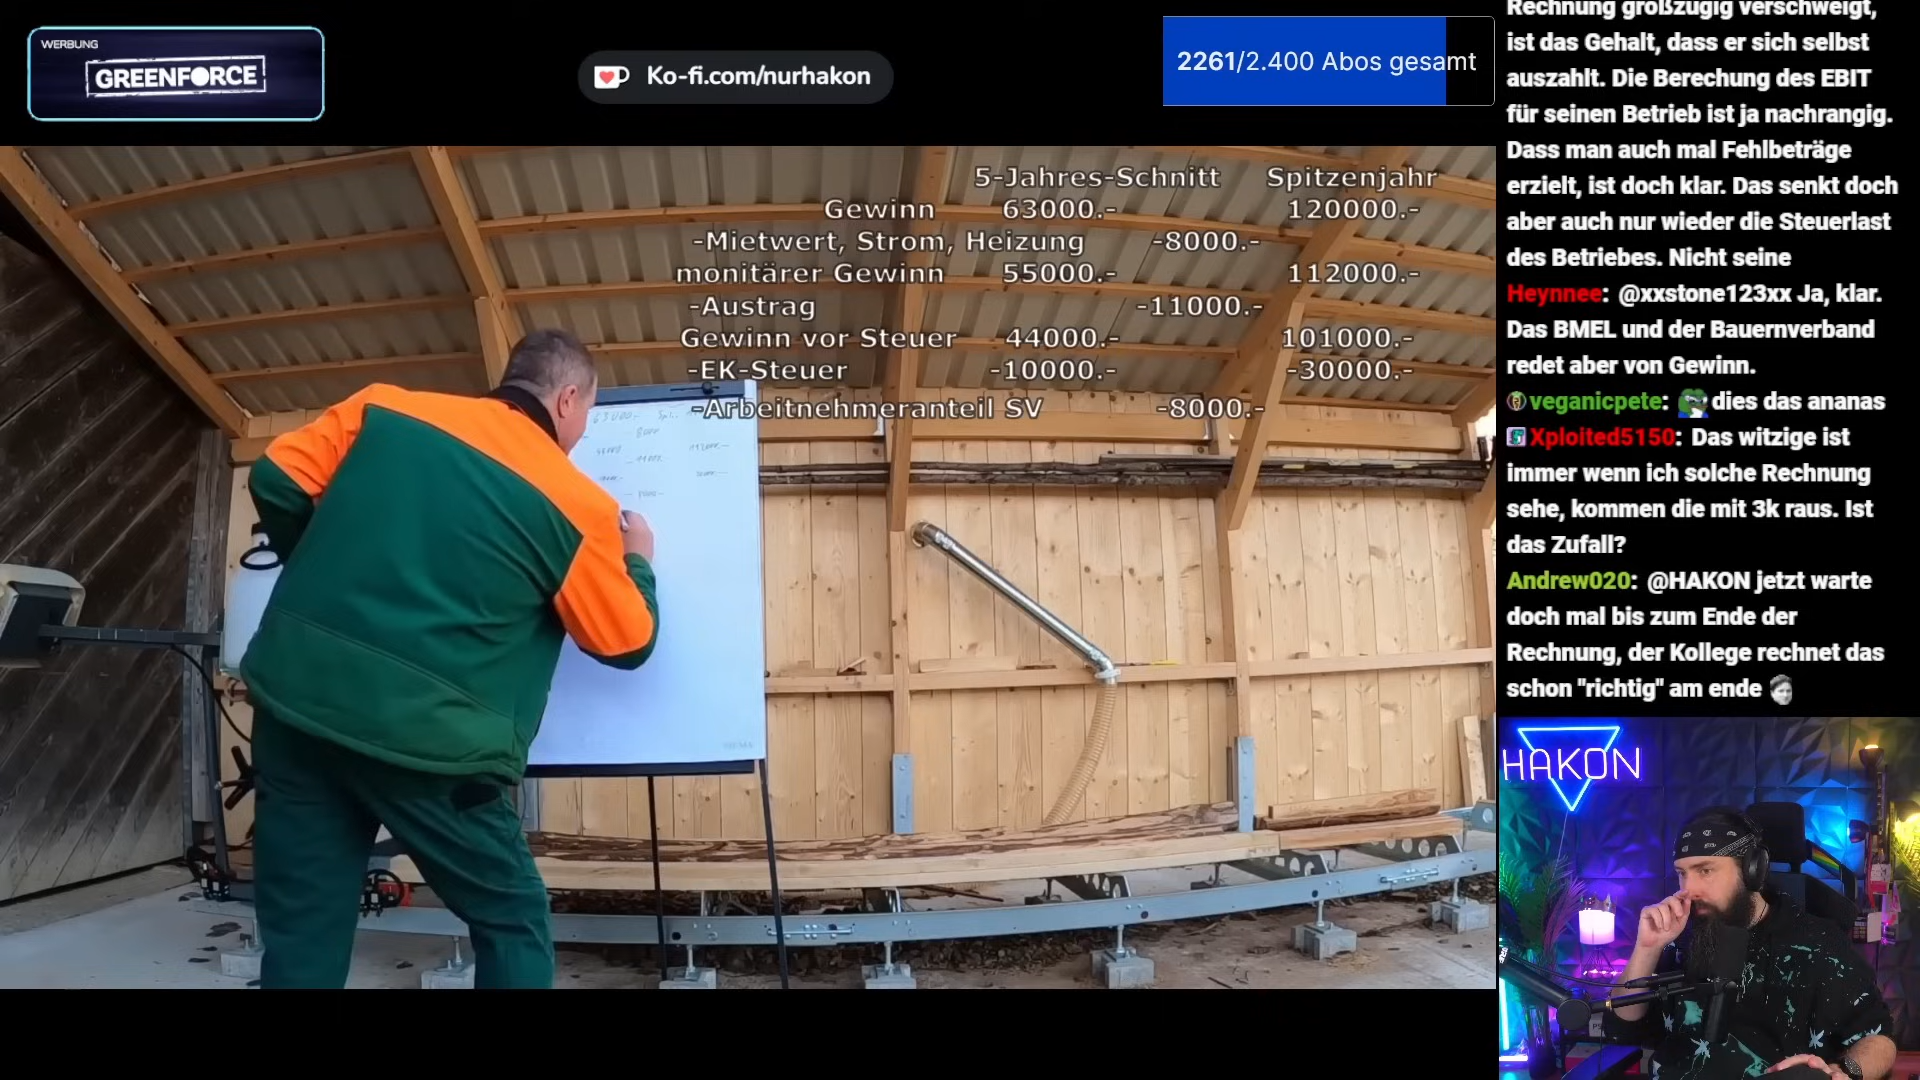 WERBUNG
GREENFORCE
Ko-fi.com/nurhakon
2261/2.400 Abos gesamt
5-Jahres-Schnitt Spitzenjahr
Gewinn 63000.- 120000.-
-Mietwert, Strom, Heizung -8000.-
monitärer Gewinn 55000.- 112000.-
-Austrag -11000.-
Gewinn vor Steuer 44000.- 101000.-
-EK-Steuer -10000.- -30000.-
-Arbeitnehmeranteil SV -8000.-
Rechnung großzügig verschweigt,
ist das Gehalt, dass er sich selbst
auszahlt. Die Berechung des EBIT
für seinen Betrieb ist ja nachrangig.
Dass man auch mal Fehlbeträge
erzielt, ist doch klar. Das senkt doch
aber auch nur wieder die Steuerlast
des Betriebes. Nicht seine
Heynnee: @xxstone123xx Ja, klar.
Das BMEL und der Bauernverband
redet aber von Gewinn.
veganicpete: dies das ananas
Xploited5150: Das witzige ist
immer wenn ich solche Rechnung
sehe, kommen die mit 3k raus. Ist
das Zufall?
Andrew020: @HAKON jetzt warte
doch mal bis zum Ende der
Rechnung, der Kollege rechnet das
schon "richtig" am ende
HAKON